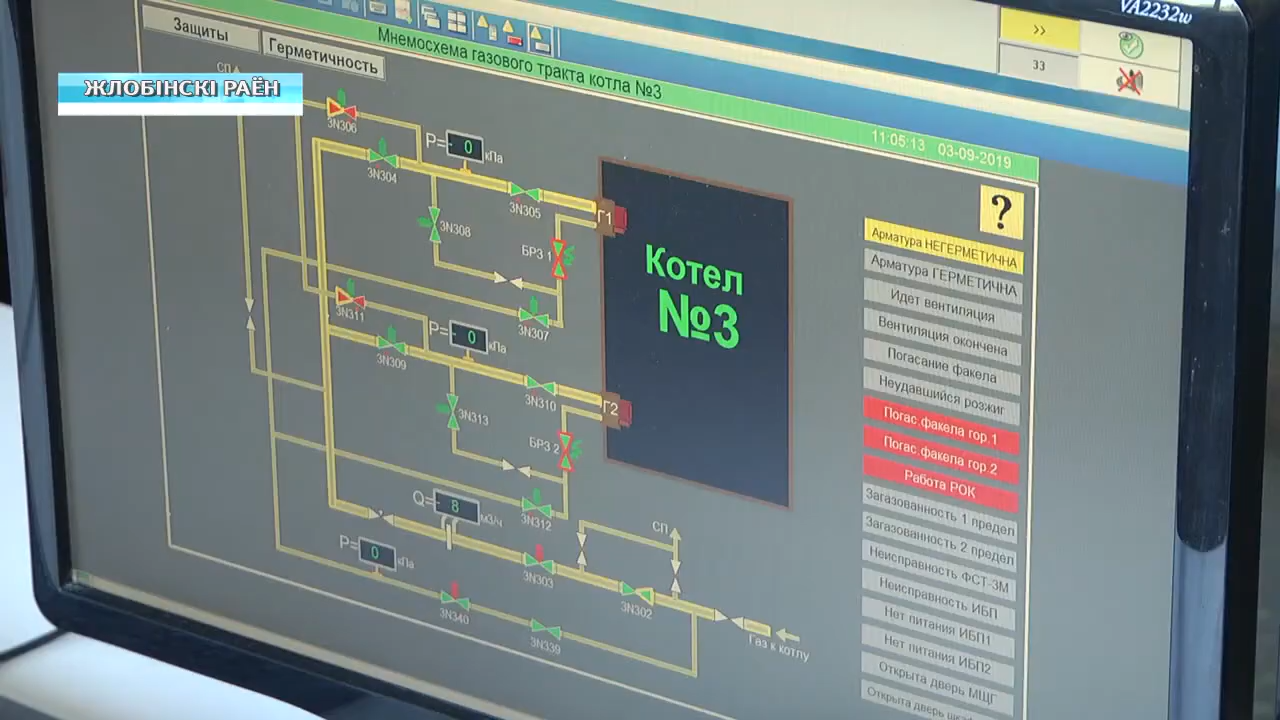 VA2232w
Защиты
Герметичность
Мнемосхема газового тракта котла №3
>>
33
ЖЛОБІНСКІ РАЁН
11:05:13 03-09-2019
СП
3N306
P= 0 кПа
3N304
3N305
Г1
3N308
БРЗ 1
Котел
№3
3N311
3N307
P= 0 кПа
3N309
3N310
Г2
3N313
БРЗ 2
Q= 8 м3/ч
3N312
СП
P= 0 кПа
3N303
3N302
3N340
3N339
Газ к котлу
?
Арматура НЕГЕРМЕТИЧНА
Арматура ГЕРМЕТИЧНА
Идет вентиляция
Вентиляция окончена
Погасание факела
Неудавшийся розжиг
Погас.факела гор.1
Погас.факела гор.2
Работа РОК
Загазованность 1 предел
Загазованность 2 предел
Неисправность ФСТ-3М
Неисправность ИБП
Нет питания ИБП1
Нет питания ИБП2
Открыта дверь МЩГ
Открыта дверь